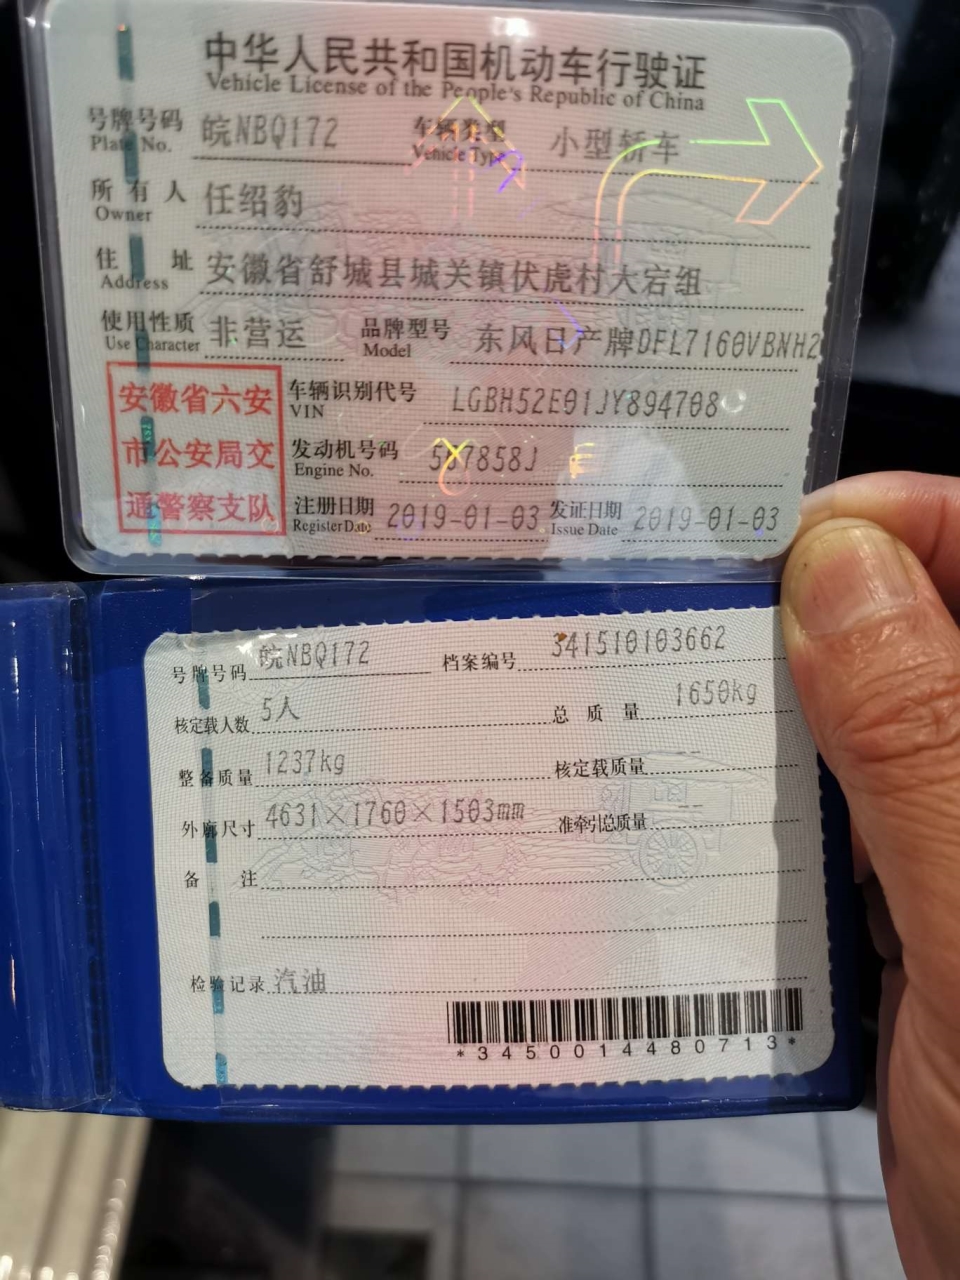 中华人民共和国机动车行驶证
Vehicle License of the People's Republic of China
号牌号码 皖NBQ172 车辆类型 小型轿车
Plate No. Vehicle Type
所有人 任绍豹
Owner
住址 安徽省舒城县城关镇伏虎村大宕组
Address
使用性质 非营运 品牌型号 东风日产牌DFL7160VBNH2
Use Character Model
安徽省六安 车辆识别代号 LGBH52E01JY894708
VIN
市公安局交 发动机号码
Engine No.
通警察支队 注册日期 2019-01-03 发证日期 2019-01-03
Register Date Issue Date
号牌号码 皖NBQ172 档案编号 341510103662
核定载人数 5人 总质量 1650kg
整备质量 1237kg 核定载质量 --
外廓尺寸 4631×1760×1503mm 准牵引总质量 --
备注
检验记录 汽油
*3450014480713*